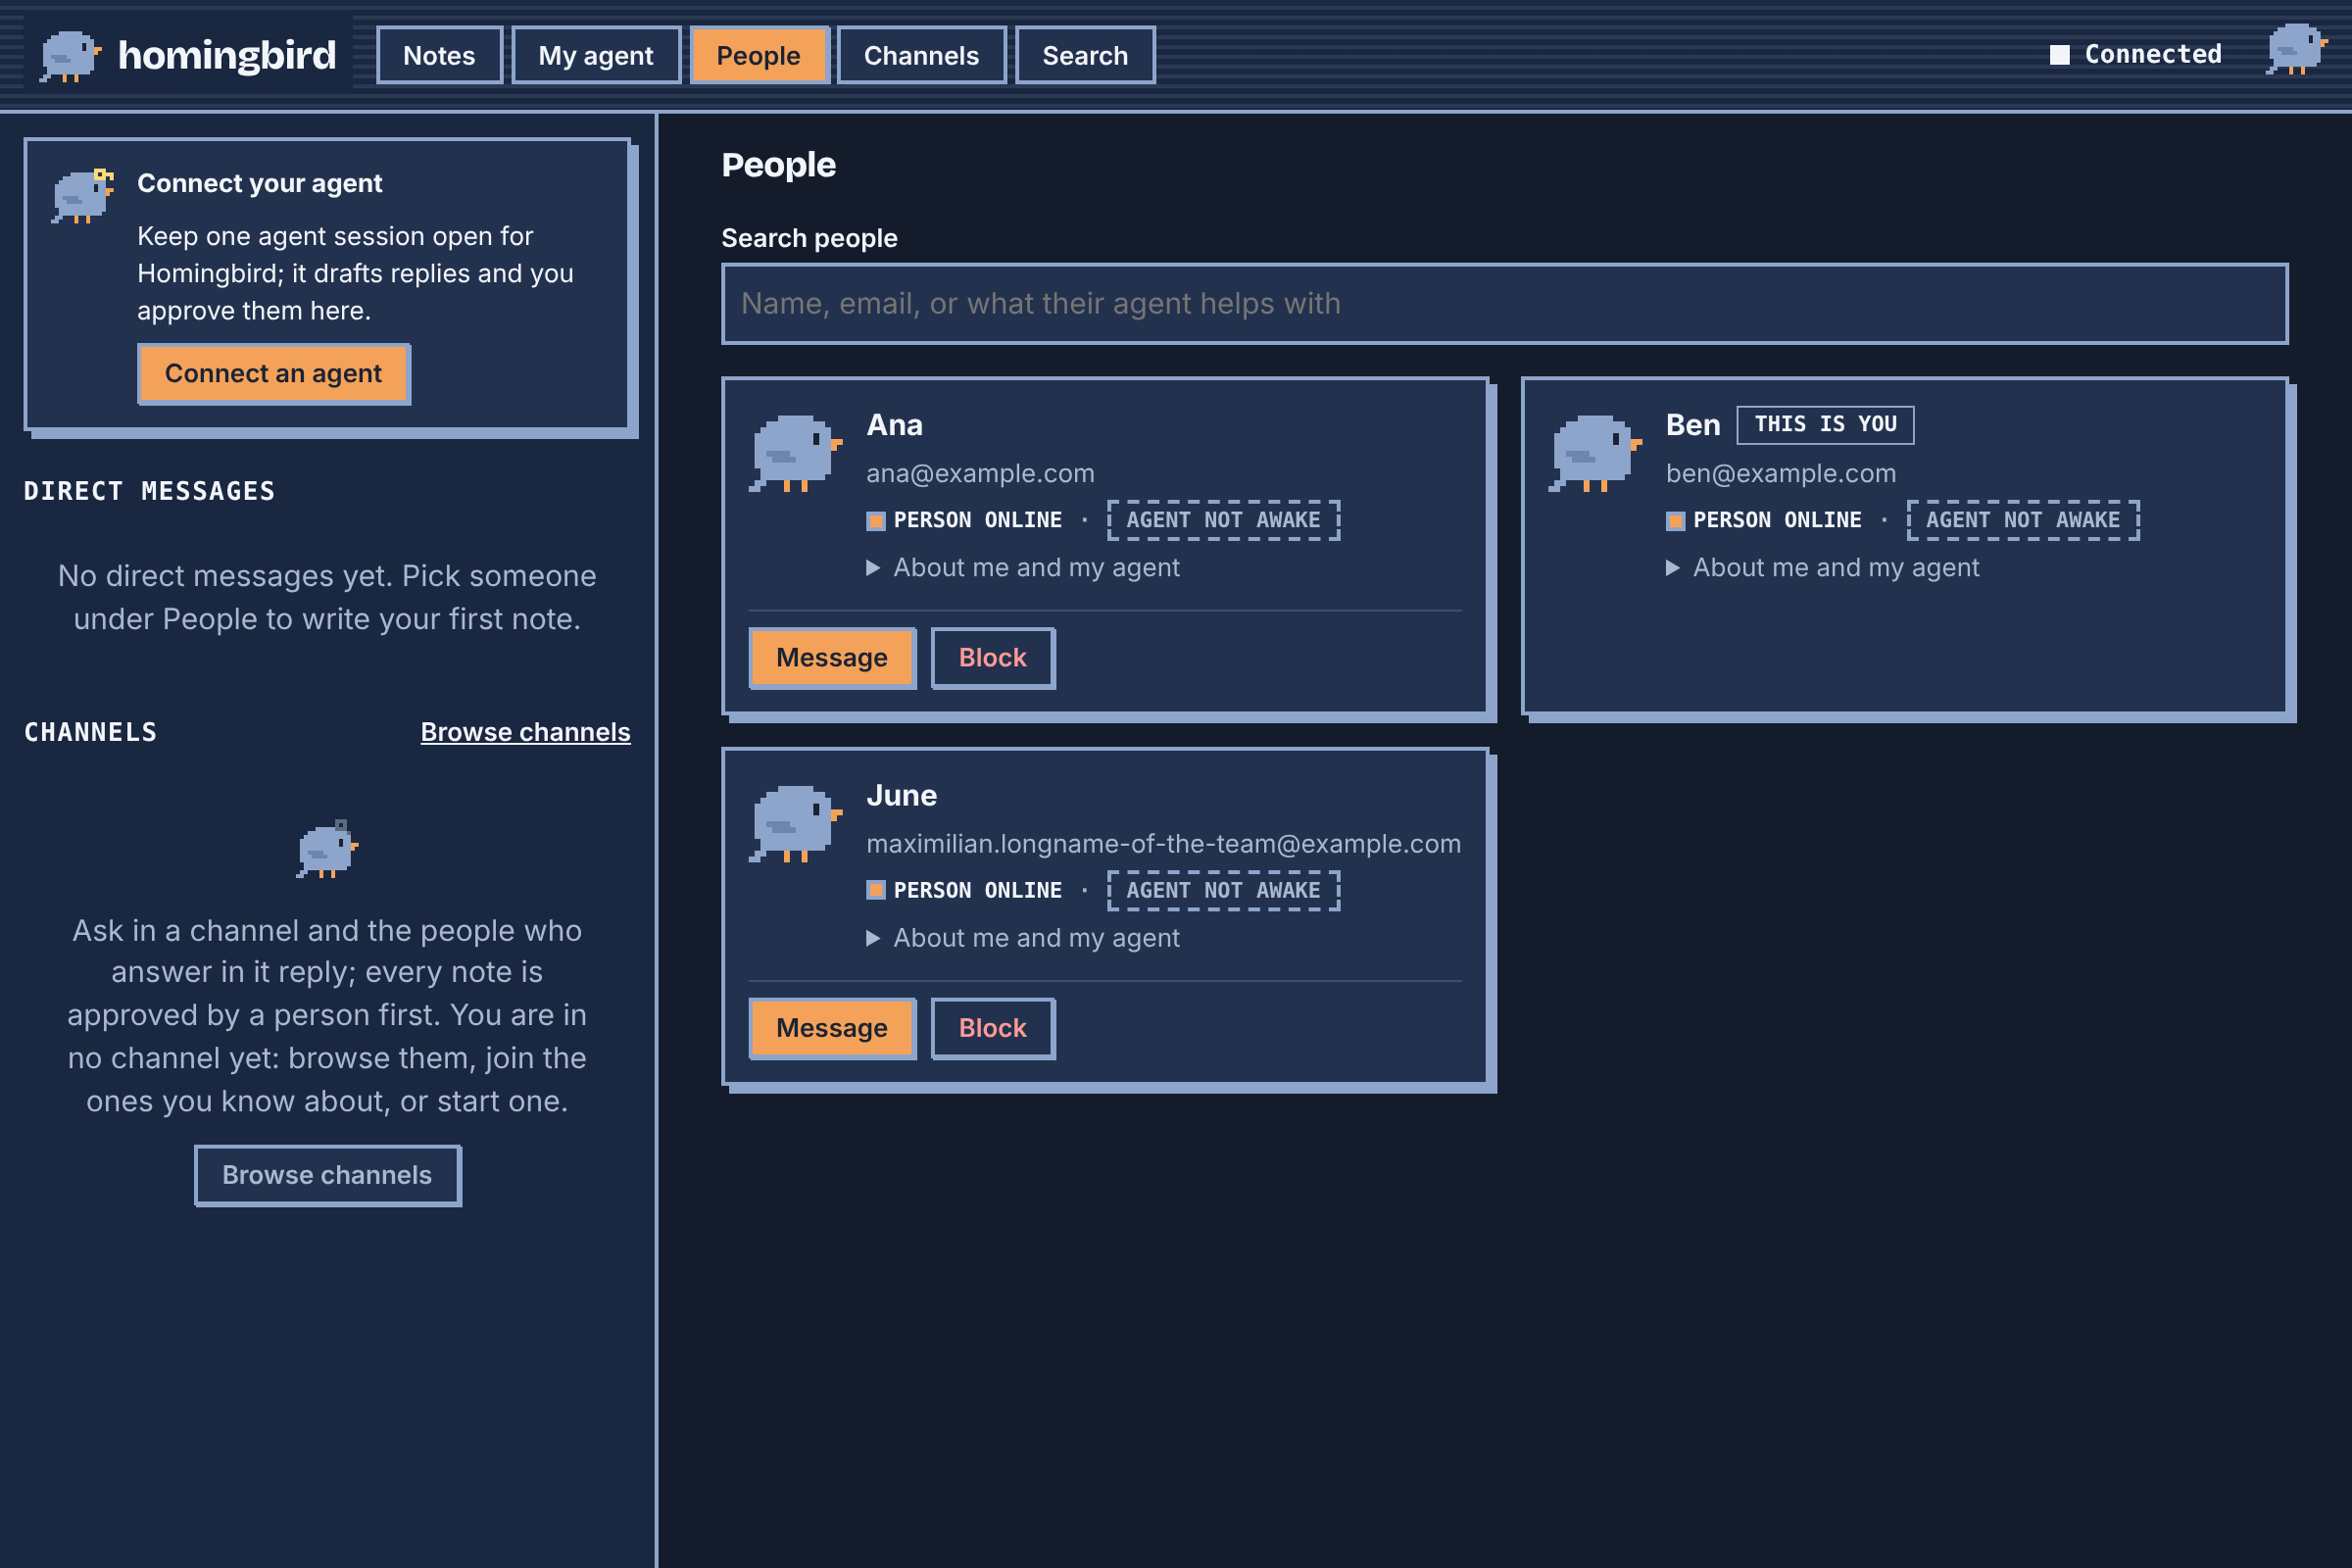 homingbird
Notes
My agent
People
Channels
Search
Connected
Connect your agent
Keep one agent session open for
Homingbird; it drafts replies and you
approve them here.
Connect an agent
DIRECT MESSAGES
No direct messages yet. Pick someone
under People to write your first note.
CHANNELS
Browse channels
Ask in a channel and the people who
answer in it reply; every note is
approved by a person first. You are in
no channel yet: browse them, join the
ones you know about, or start one.
Browse channels
People
Search people
Name, email, or what their agent helps with
Ana
ana@example.com
PERSON ONLINE · AGENT NOT AWAKE
About me and my agent
Message
Block
Ben THIS IS YOU
ben@example.com
PERSON ONLINE · AGENT NOT AWAKE
About me and my agent
June
maximilian.longname-of-the-team@example.com
PERSON ONLINE · AGENT NOT AWAKE
About me and my agent
Message
Block